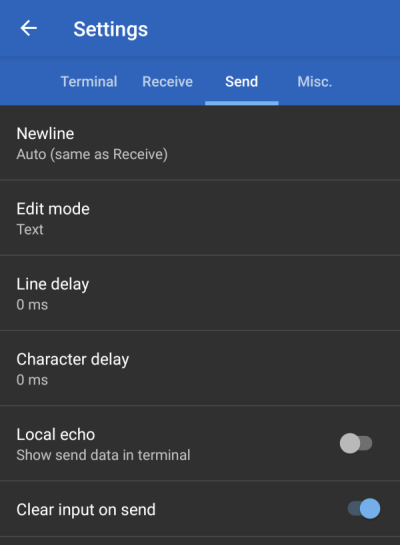 Settings
Terminal Receive Send Misc.
Newline
Auto (same as Receive)
Edit mode
Text
Line delay
0 ms
Character delay
0 ms
Local echo
Show send data in terminal
Clear input on send